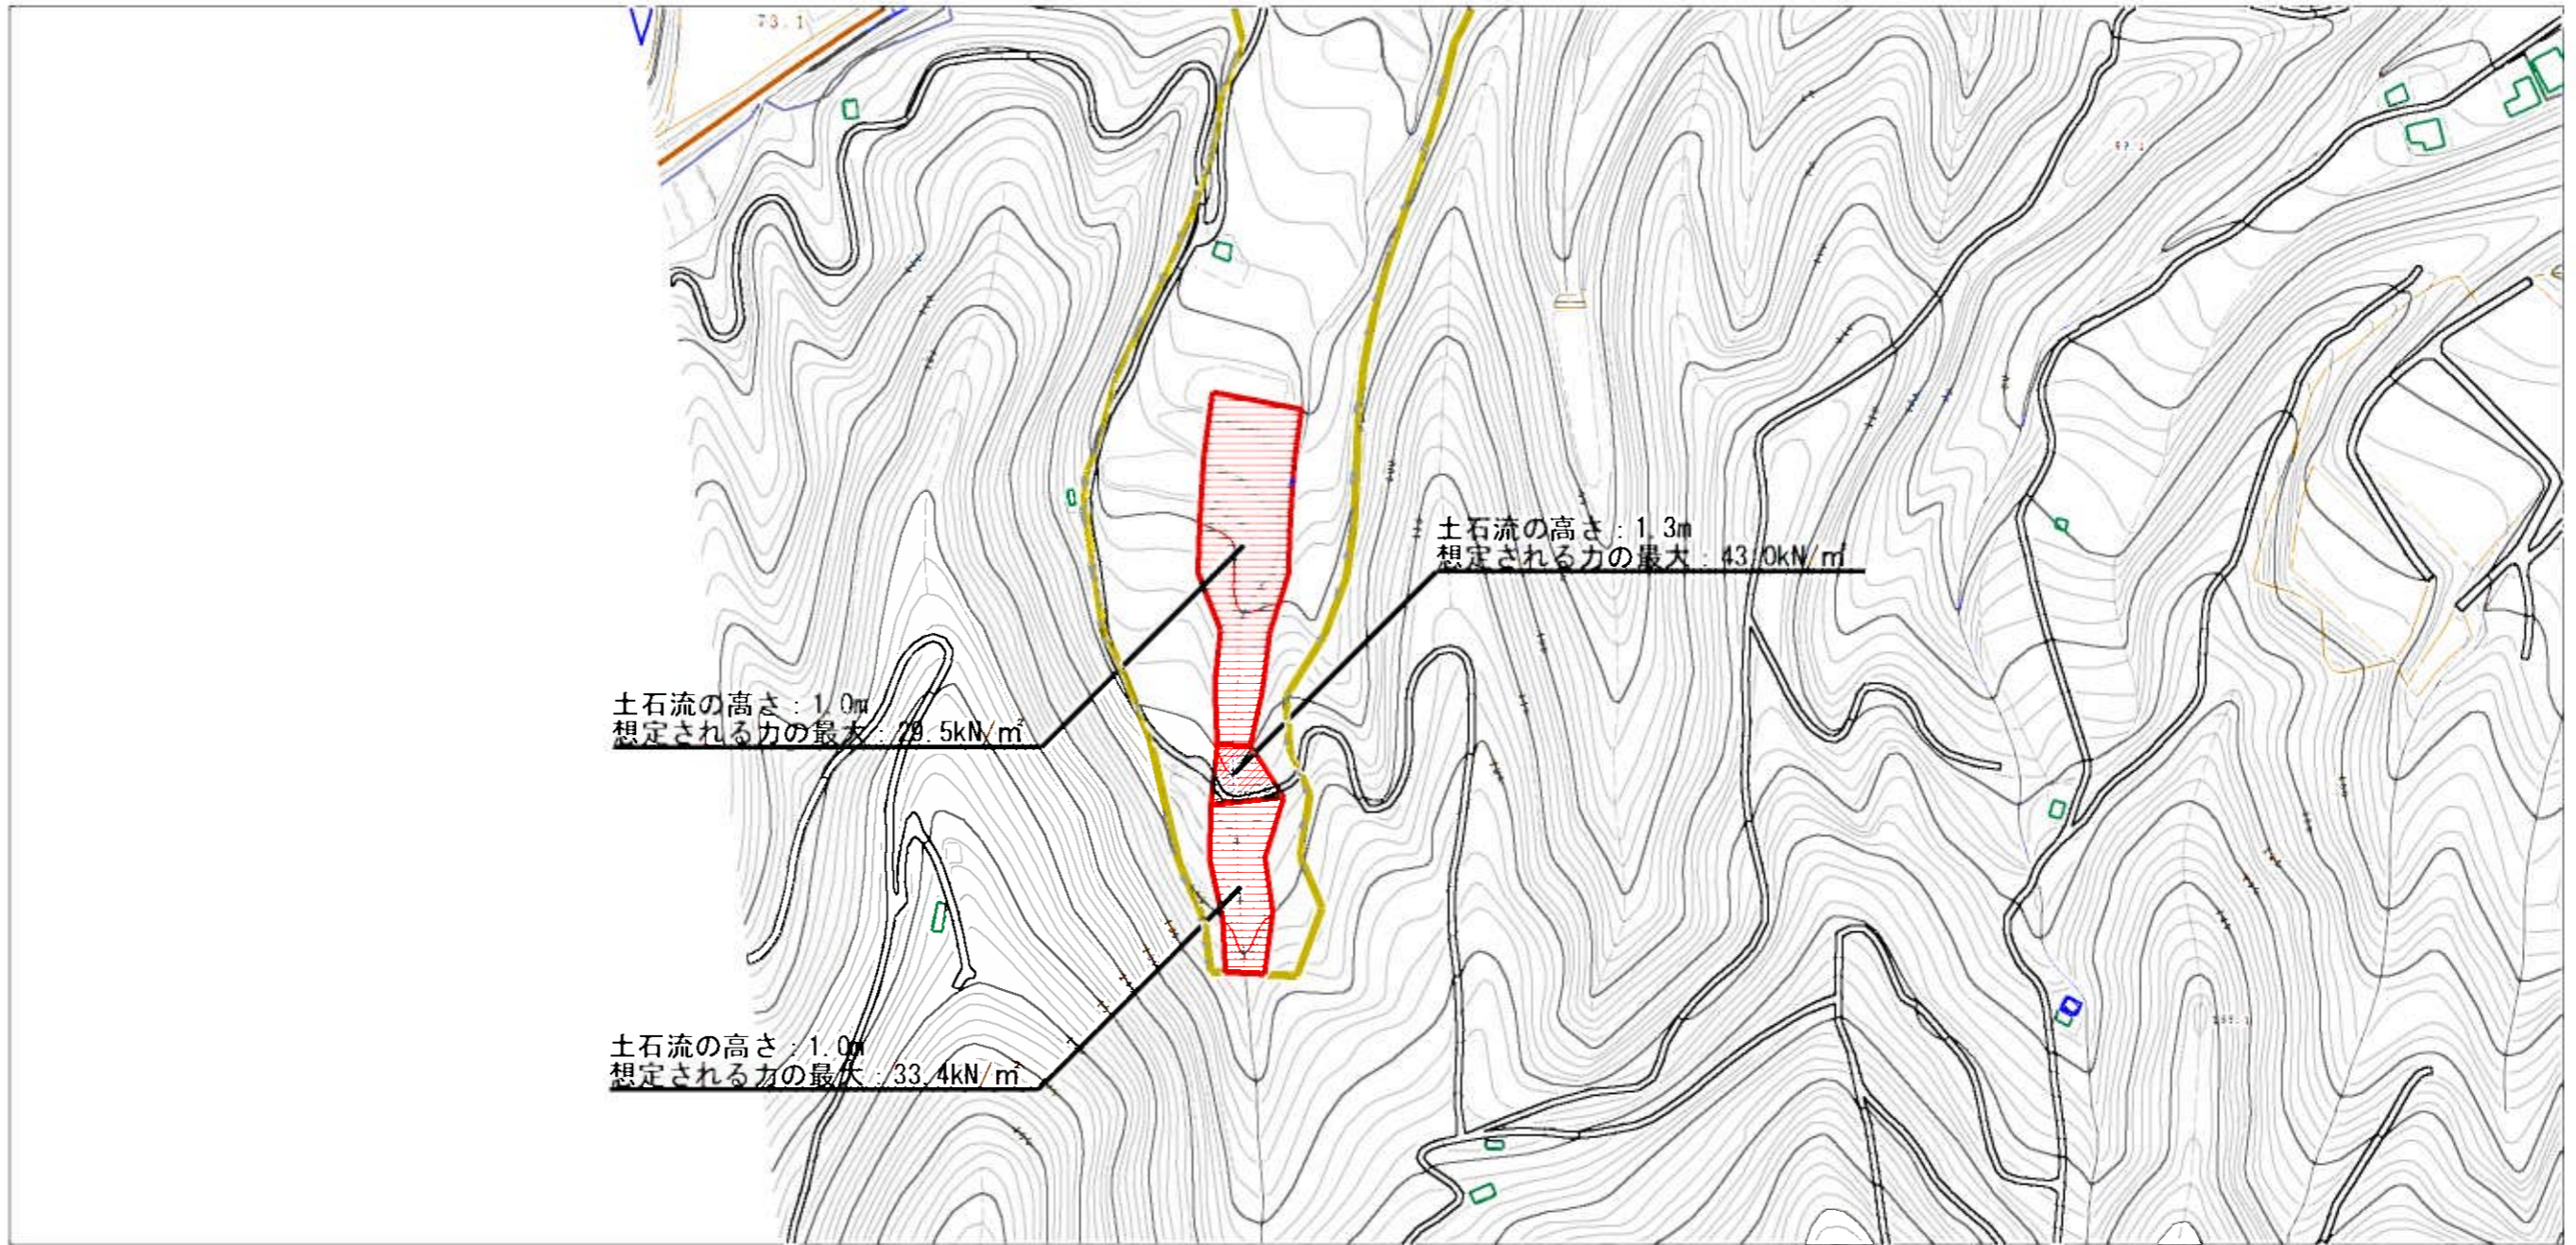 73.1
土石流の高さ：1.3m
想定される力の最大：43.0kN/㎡
土石流の高さ：1.0m
想定される力の最大：29.5kN/㎡
土石流の高さ：1.0m
想定される力の最大：33.4kN/㎡